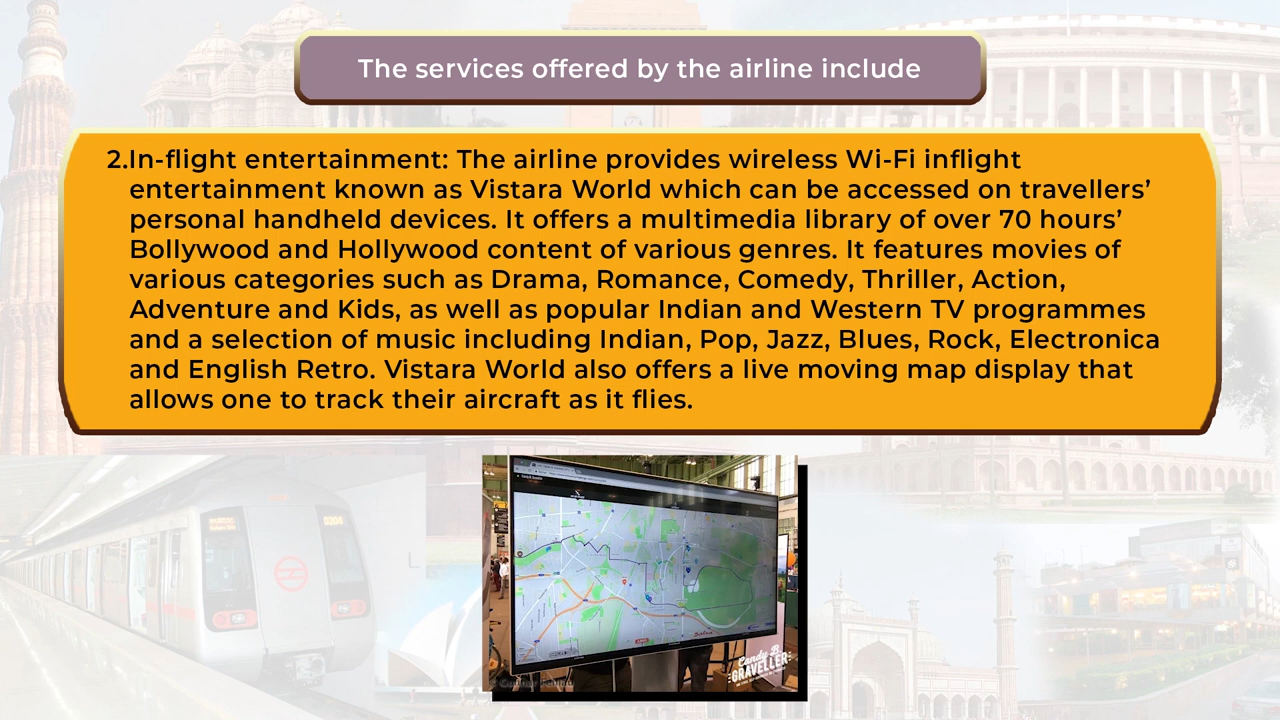 The services offered by the airline include
2.In-flight entertainment: The airline provides wireless Wi-Fi inflight
entertainment known as Vistara World which can be accessed on travellers’
personal handheld devices. It offers a multimedia library of over 70 hours’
Bollywood and Hollywood content of various genres. It features movies of
various categories such as Drama, Romance, Comedy, Thriller, Action,
Adventure and Kids, as well as popular Indian and Western TV programmes
and a selection of music including Indian, Pop, Jazz, Blues, Rock, Electronica
and English Retro. Vistara World also offers a live moving map display that
allows one to track their aircraft as it flies.
Candy B.
GRAVELLER